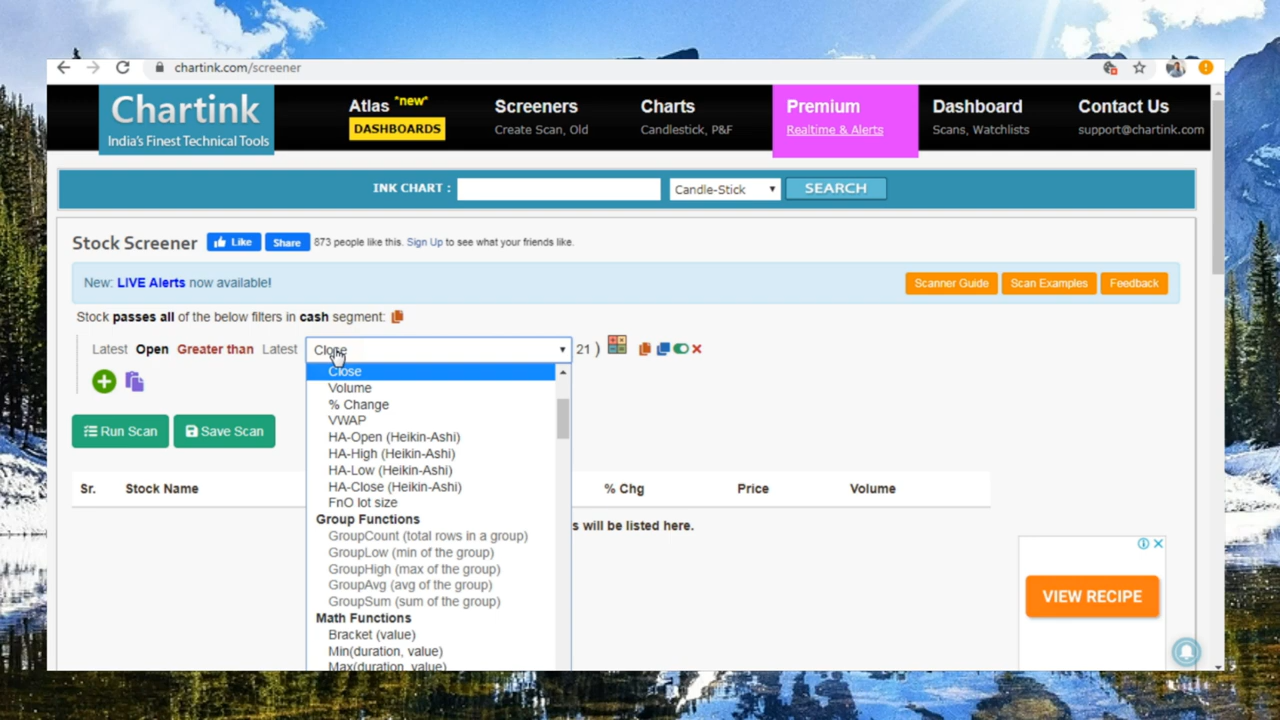 chartink.com/screener
Chartink
India's Finest Technical Tools
Atlas *new*
DASHBOARDS
Screeners
Create Scan, Old
Charts
Candlestick, P&F
Premium
Realtime & Alerts
Dashboard
Scans, Watchlists
Contact Us
support@chartink.com
INK CHART :
Candle-Stick
SEARCH
Stock Screener
Like
Share
873 people like this. Sign Up to see what your friends like.
New: LIVE Alerts now available!
Scanner Guide
Scan Examples
Feedback
Stock passes all of the below filters in cash segment:
Latest Open Greater than Latest Close 21 )
Close
Volume
% Change
VWAP
HA-Open (Heikin-Ashi)
HA-High (Heikin-Ashi)
HA-Low (Heikin-Ashi)
HA-Close (Heikin-Ashi)
FnO lot size
Group Functions
GroupCount (total rows in a group)
GroupLow (min of the group)
GroupHigh (max of the group)
GroupAvg (avg of the group)
GroupSum (sum of the group)
Math Functions
Bracket (value)
Min(duration, value)
Max(duration, value)
Run Scan
Save Scan
Sr. Stock Name % Chg Price Volume
s will be listed here.
VIEW RECIPE